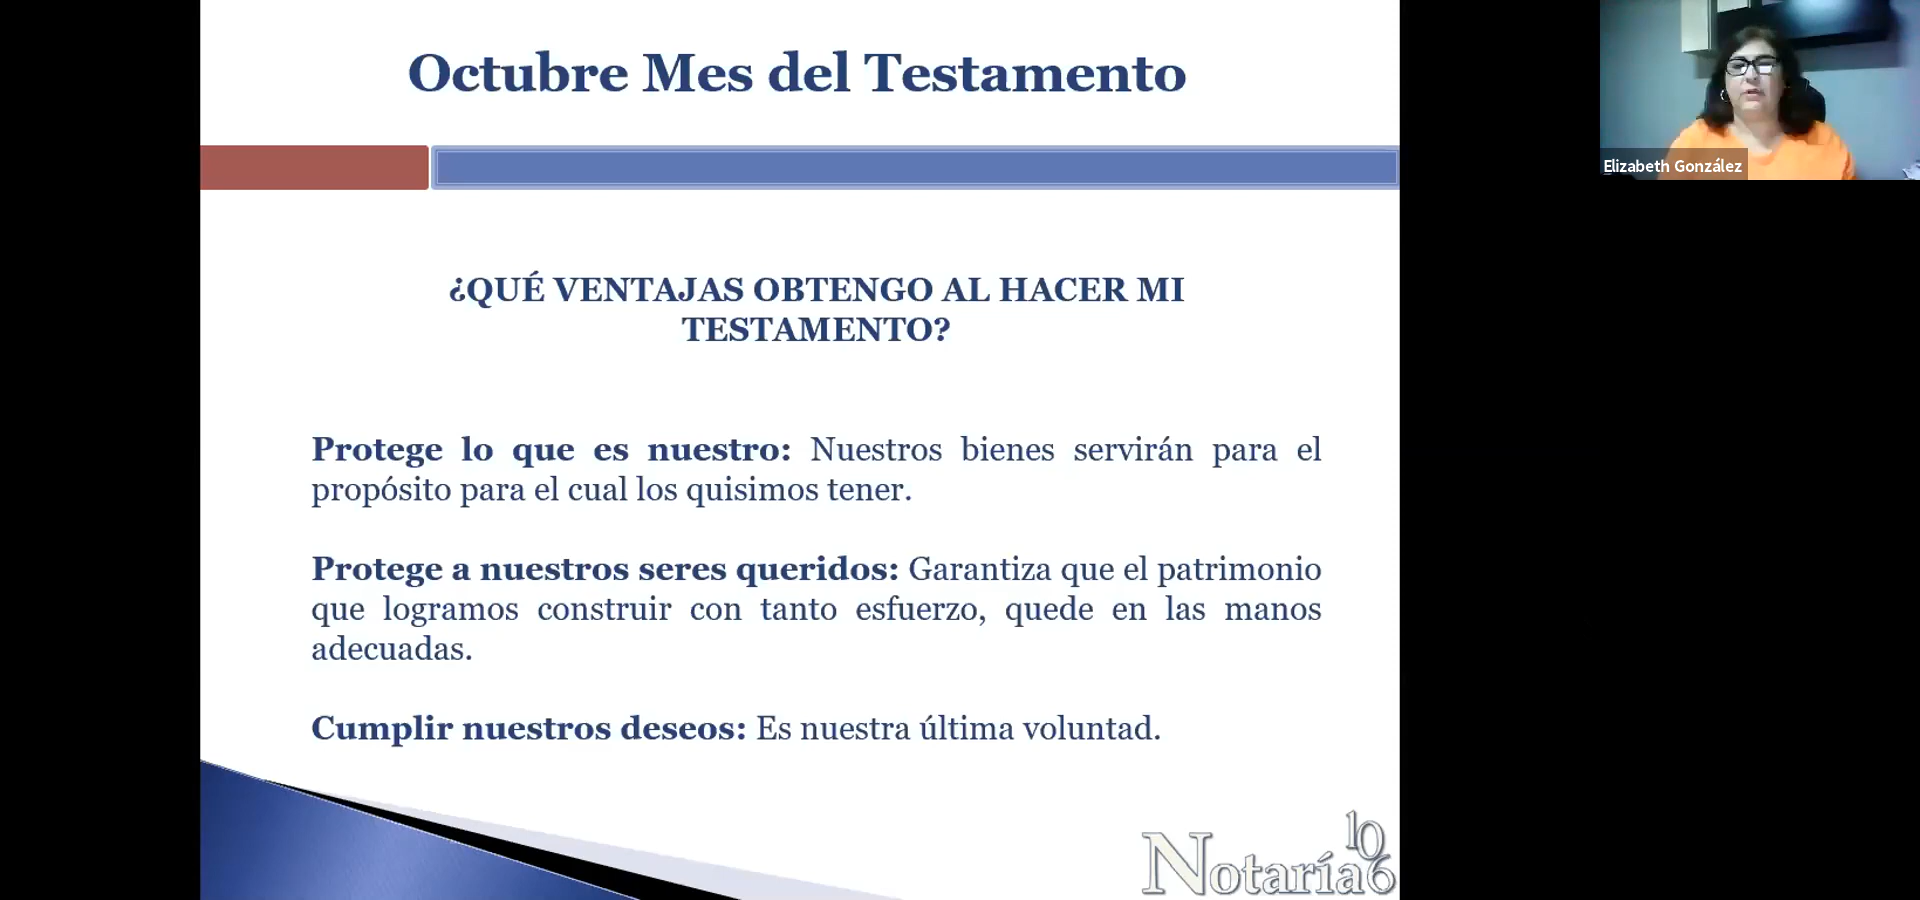 Octubre Mes del Testamento
Elizabeth González
¿QUÉ VENTAJAS OBTENGO AL HACER MI
TESTAMENTO?
Protege lo que es nuestro: Nuestros bienes servirán para el
propósito para el cual los quisimos tener.
Protege a nuestros seres queridos: Garantiza que el patrimonio
que logramos construir con tanto esfuerzo, quede en las manos
adecuadas.
Cumplir nuestros deseos: Es nuestra última voluntad.
Notaría 106